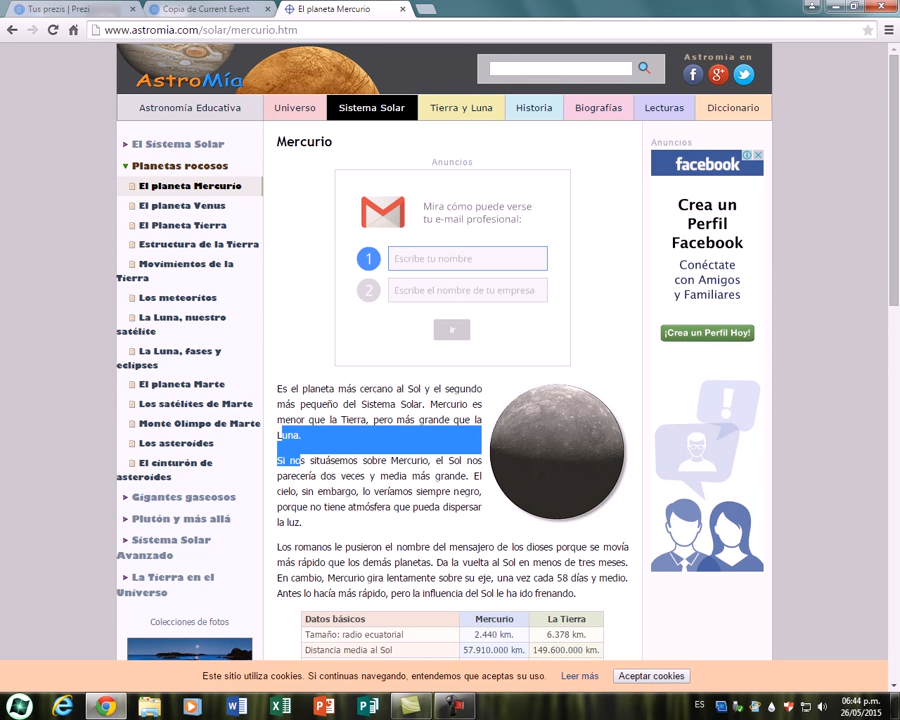 Tus prezis | Prezi
Copia de Current Event
El planeta Mercurio
www.astromia.com/solar/mercurio.htm
AstroMía
Astromia en
Astronomía Educativa
Universo
Sistema Solar
Tierra y Luna
Historia
Biografias
Lecturas
Diccionario
El Sistema Solar
Planetas rocosos
El planeta Mercurio
El planeta Venus
El Planeta Tierra
Estructura de la Tierra
Movimientos de la
Tierra
Los meteoritos
La Luna, nuestro
satélite
La Luna, fases y
eclipses
El planeta Marte
Los satélites de Marte
Monte Olimpo de Marte
Los asteroides
El cinturón de
asteroides
Gigantes gaseosos
Plutón y más allá
Sistema Solar
Avanzado
La Tierra en el
Universo
Colecciones de fotos
Mercurio
Anuncios
Mira cómo puede verse
tu e-mail profesional:
1 Escribe tu nombre
2 Escribe el nombre de tu empresa
Ir
Es el planeta más cercano al Sol y el segundo
más pequeño del Sistema Solar. Mercurio es
menor que la Tierra, pero más grande que la
Luna.
Si nos situásemos sobre Mercurio, el Sol nos
parecería dos veces y media más grande. El
cielo, sin embargo, lo veríamos siempre negro,
porque no tiene atmósfera que pueda dispersar
la luz.
Los romanos le pusieron el nombre del mensajero de los dioses porque se movía
más rápido que los demás planetas. Da la vuelta al Sol en menos de tres meses.
En cambio, Mercurio gira lentamente sobre su eje, una vez cada 58 días y medio.
Antes lo hacía más rápido, pero la influencia del Sol le ha ido frenando.
Datos básicos Mercurio La Tierra
Tamaño: radio ecuatorial 2.440 km. 6.378 km.
Distancia media al Sol 57.910.000 km. 149.600.000 km.
Anuncios
facebook
Crea un
Perfil
Facebook
Conéctate
con Amigos
y Familiares
¡Crea un Perfil Hoy!
Este sitio utiliza cookies. Si continuas navegando, entendemos que aceptas su uso. Leer más Aceptar cookies
ES
06:44 p.m.
26/05/2015